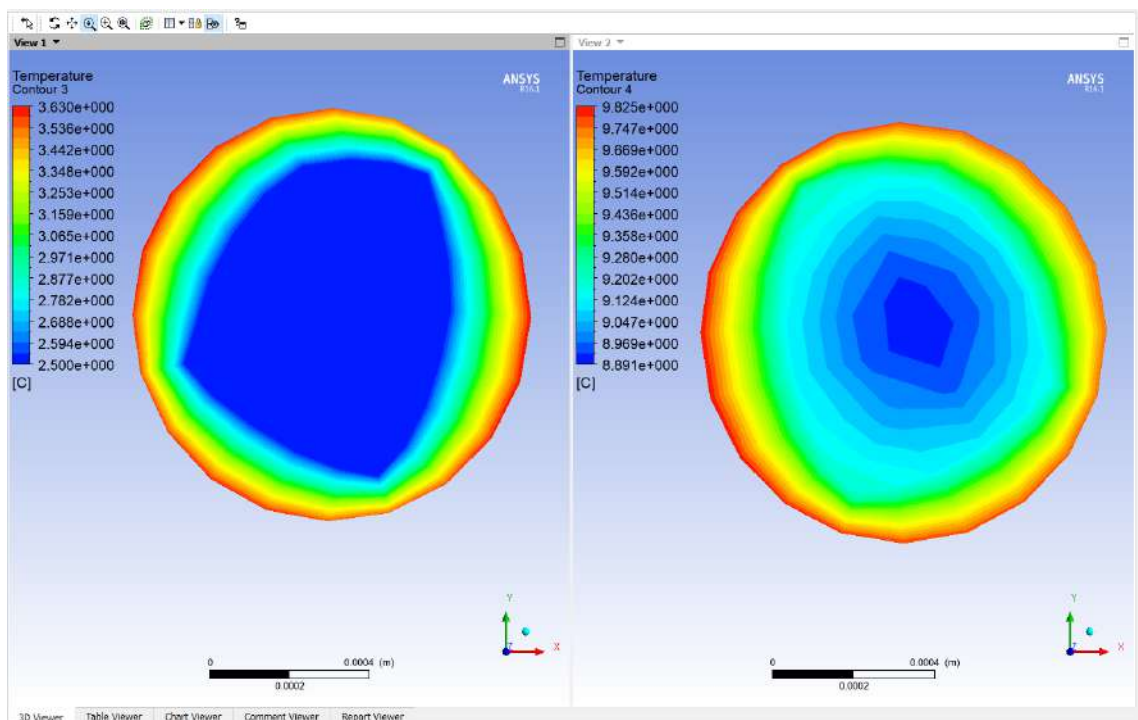 View 1
Temperature
Contour 3
3.630e+000
3.536e+000
3.442e+000
3.348e+000
3.253e+000
3.159e+000
3.065e+000
2.971e+000
2.877e+000
2.782e+000
2.688e+000
2.594e+000
2.500e+000
[C]
ANSYS
R16.1
Y
X
Z
0
0.0004 (m)
0.0002
View 2
Temperature
Contour 4
9.825e+000
9.747e+000
9.669e+000
9.592e+000
9.514e+000
9.436e+000
9.358e+000
9.280e+000
9.202e+000
9.124e+000
9.047e+000
8.969e+000
8.891e+000
[C]
ANSYS
R16.1
Y
X
Z
0
0.0004 (m)
0.0002
3D Viewer Table Viewer Chart Viewer Comment Viewer Report Viewer